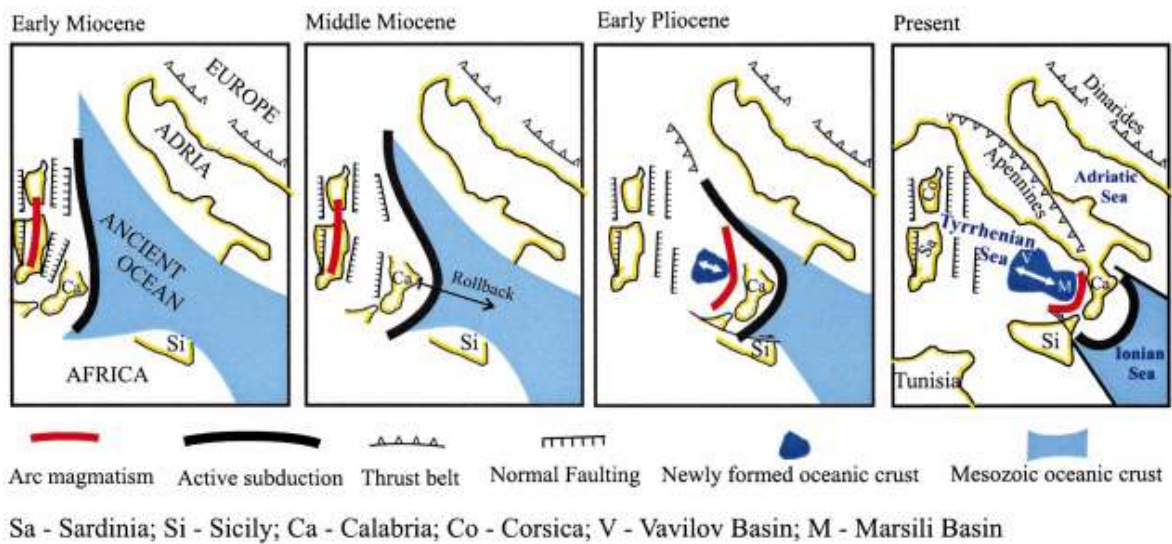 Early Miocene
Middle Miocene
Early Pliocene
Present
EUROPE
ADRIA
ANCIENT
OCEAN
Ca
Si
AFRICA
Ca
Rollback
Si
Ca
Si
Dinarides
Apennines
Adriatic
Sea
Co
Sa
Tyrrhenian
Sea
V
M
Ca
Si
Ionian
Sea
Tunisia
Arc magmatism
Active subduction
Thrust belt
Normal Faulting
Newly formed oceanic crust
Mesozoic oceanic crust
Sa - Sardinia; Si - Sicily; Ca - Calabria; Co - Corsica; V - Vavilov Basin; M - Marsili Basin